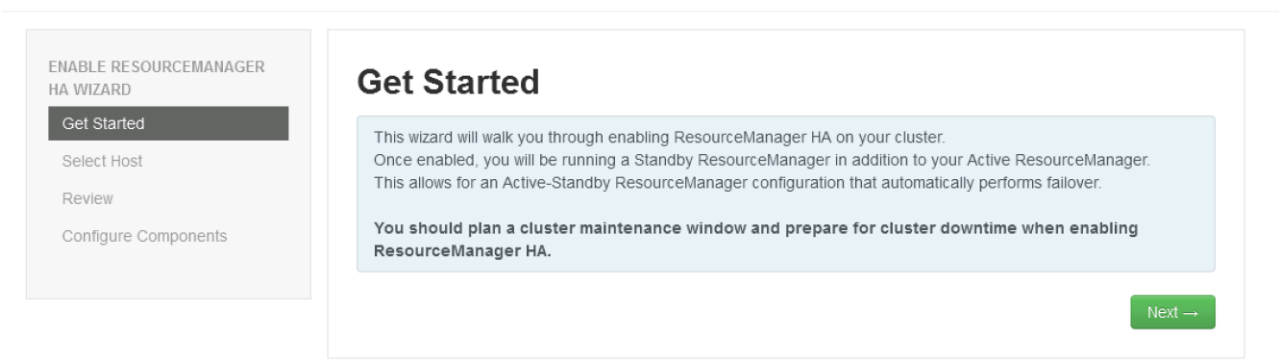 ENABLE RESOURCEMANAGER
HA WIZARD
Get Started
Select Host
Review
Configure Components
Get Started
This wizard will walk you through enabling ResourceManager HA on your cluster.
Once enabled, you will be running a Standby ResourceManager in addition to your Active ResourceManager.
This allows for an Active-Standby ResourceManager configuration that automatically performs failover.
You should plan a cluster maintenance window and prepare for cluster downtime when enabling
ResourceManager HA.
Next →